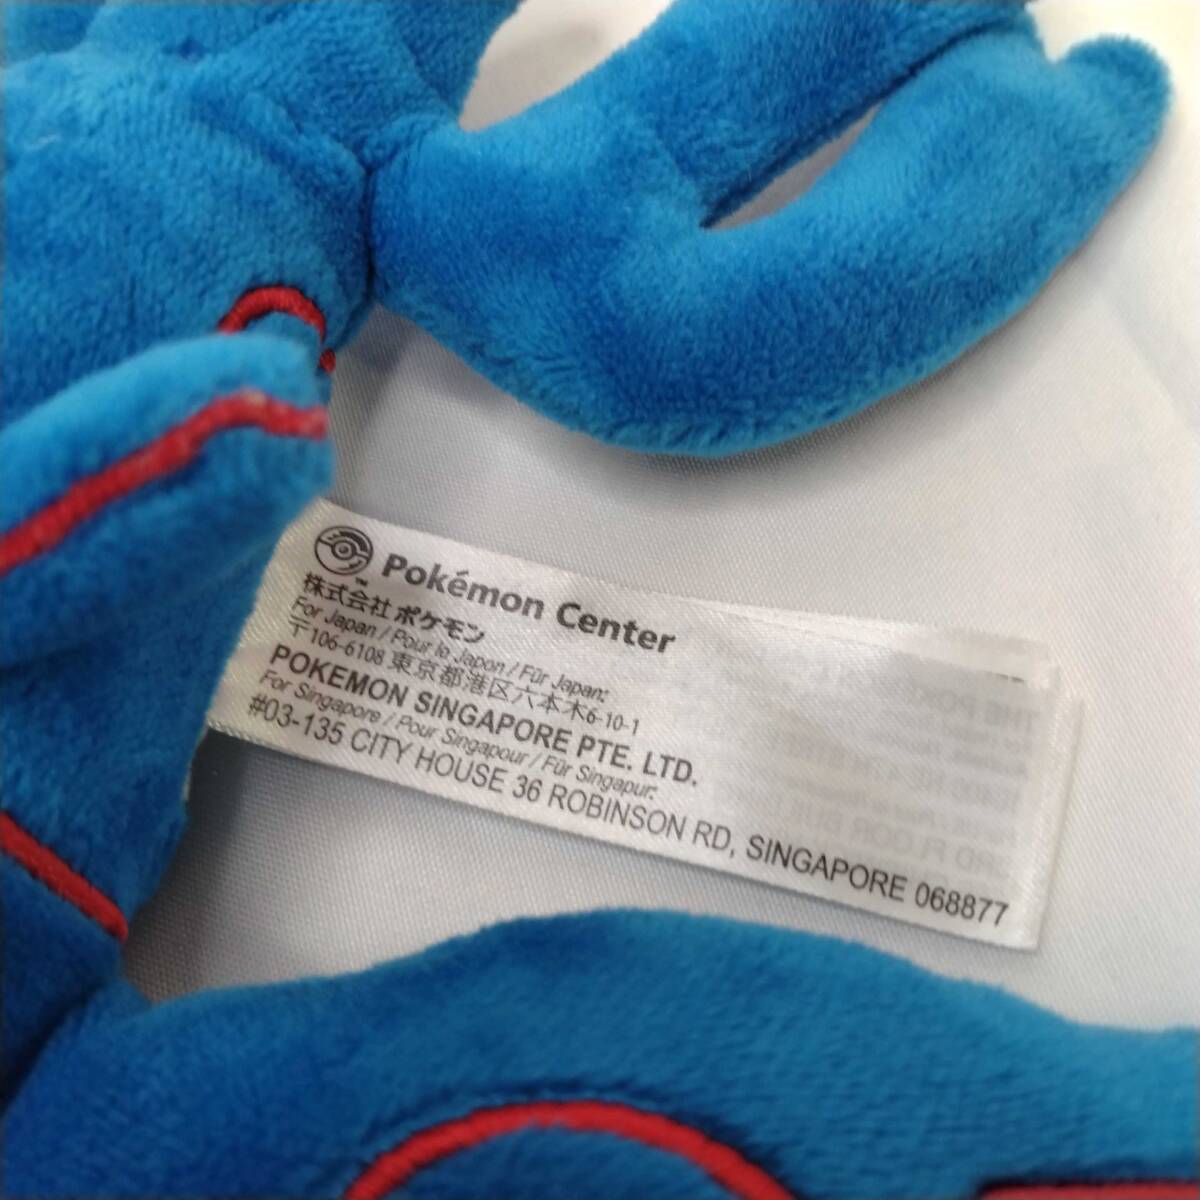 Pokémon Center
TM
株式会社 ポケモン
For Japan / Pour le Japon / Für Japan:
〒106-6108 東京都港区六本木6-10-1
POKEMON SINGAPORE PTE. LTD.
For Singapore / Pour Singapour / Für Singapur:
#03-135 CITY HOUSE 36 ROBINSON RD, SINGAPORE 068877